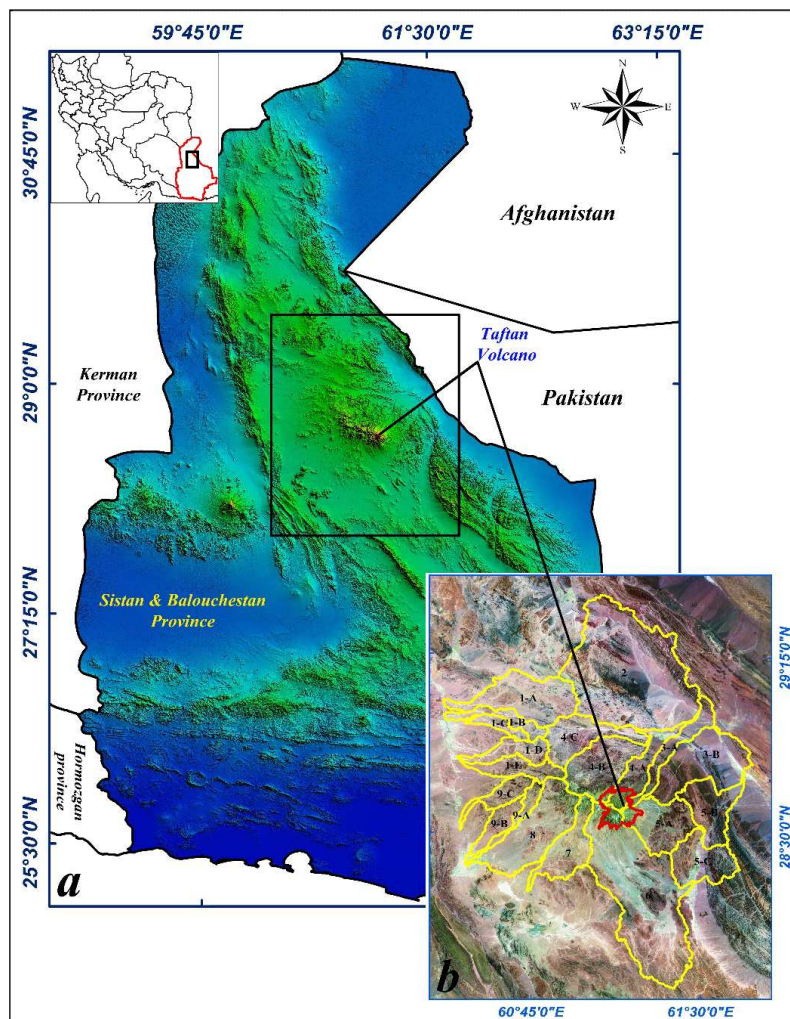 59°45'0"E
61°30'0"E
63°15'0"E
N
W
E
S
30°45'0"N
Afghanistan
Taftan
Volcano
29°0'0"N
Kerman
Province
Pakistan
Sistan & Balouchestan
Province
27°15'0"N
Hormozgan
province
25°30'0"N
a
29°15'0"N
2
1-A
1-C
1-B
4-C
3-A
3-B
1-D
1-E
4-B
4-A
9-C
9-A
9-B
8
5-C
7
28°30'0"N
b
60°45'0"E
61°30'0"E